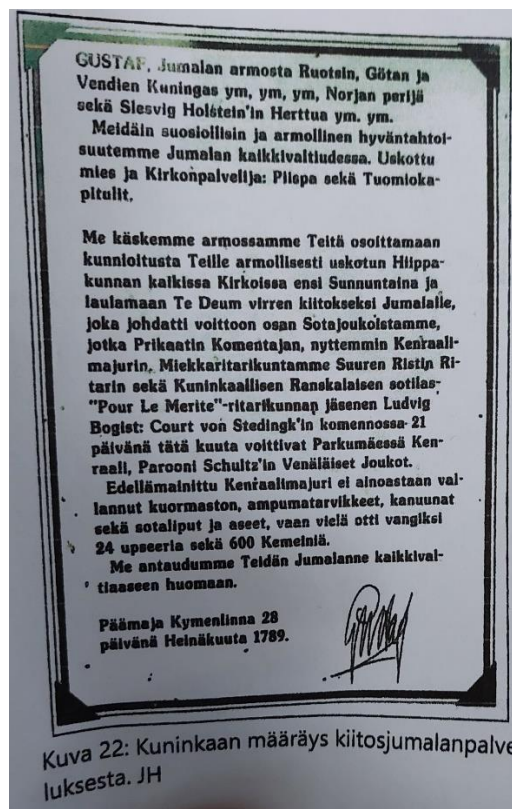 GUSTAF, Jumalan armosta Ruotsin, Götan ja
Vendien Kuningas ym, ym, ym, Norjan perijä
sekä Slesvig Holstein'in Herttua ym. ym.
Meidäin suosiollisin ja armollinen hyväntahtoi-
suutemme Jumalan kaikkivaltiudessa. Uskottu
mies ja Kirkonpalvelija: Piispa sekä Tuomioka-
pitulit.
Me käskemme armossamme Teitä osoittamaan
kunnioitusta Teille armollisesti uskotun Hiippa-
kunnan kaikissa Kirkoissa ensi Sunnuntaina ja
laulamaan Te Deum virren kiitokseksi Jumalalle,
joka johdatti voittoon osan Sotajoukoistamme,
jotka Prikaatin Komentajan, nyttemmin Kenraali-
majurin, Miekkaritarikuntamme Suuren Ristin Ri-
tarin sekä Kuninkaallisen Ranskalaisen sotilas-
"Pour Le Merite"-ritarikunnan jäsenen Ludvig
Bogist: Court von Stedingk'in komennossa 21
päivänä tätä kuuta voittivat Parkumäessä Ken-
raali, Parooni Schultz'in Venäläiset Joukot.
Edellämainittu Kenraalimajuri ei ainoastaan val-
lannut kuormaston, ampumatarvikkeet, kanuunat
sekä sotaliput ja aseet, vaan vielä otti vangiksi
24 upseeria sekä 600 Kemeiniä.
Me antaudumme Teidän Jumalanne kaikkival-
tiaaseen huomaan.
Päämaja Kymenlinna 28
päivänä Heinäkuuta 1789.
Kuva 22: Kuninkaan määräys kiitosjumalanpalve
luksesta. JH